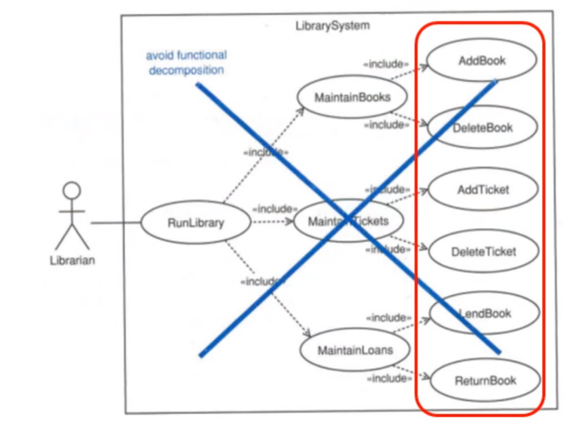 LibrarySystem
avoid functional
decomposition
«include»
AddBook
MaintainBooks
«include»
DeleteBook
«include»
«include»
AddTicket
RunLibrary
«include»
MaintainTickets
«include»
DeleteTicket
Librarian
«include»
«include»
LendBook
MaintainLoans
«include»
ReturnBook